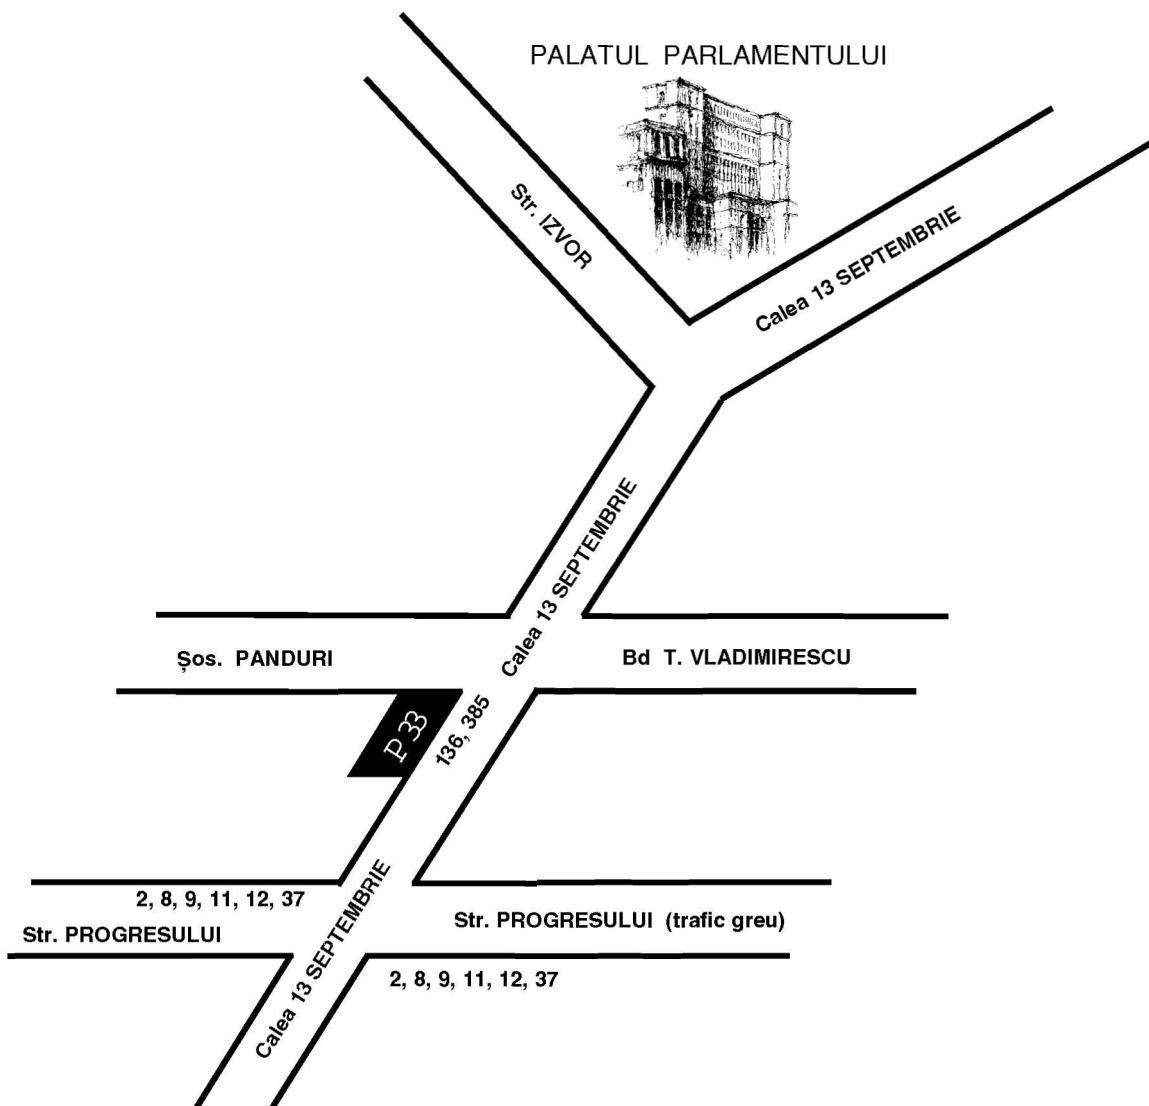 PALATUL PARLAMENTULUI
Str. IZVOR
Calea 13 SEPTEMBRIE
Calea 13 SEPTEMBRIE
Șos. PANDURI
Bd T. VLADIMIRESCU
P 33
136, 385
2, 8, 9, 11, 12, 37
Str. PROGRESULUI
Calea 13 SEPTEMBRIE
Str. PROGRESULUI (trafic greu)
2, 8, 9, 11, 12, 37